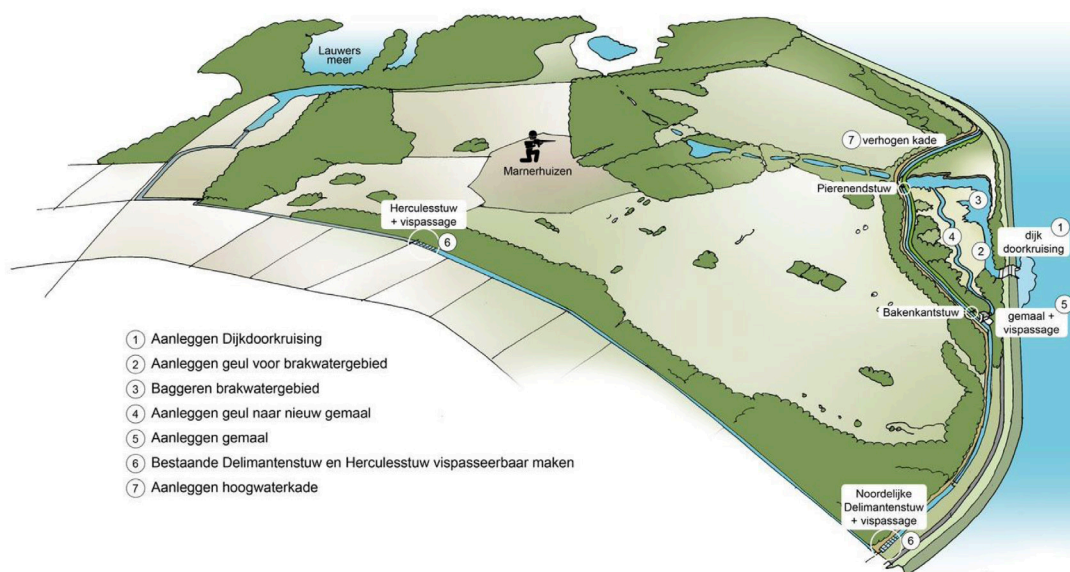 Lauwers
meer
7 verhogen kade
Marnerhuizen
Pierenendstuw
Herculesstuw
+ vispassage
6
3
1
dijk
doorkruising
4
2
5
gemaal +
vispassage
Bakenkantstuw
1 Aanleggen Dijkdoorkruising
2 Aanleggen geul voor brakwatergebied
3 Baggeren brakwatergebied
4 Aanleggen geul naar nieuw gemaal
5 Aanleggen gemaal
6 Bestaande Delimantenstuw en Herculesstuw vispasseerbaar maken
7 Aanleggen hoogwaterkade
Noordelijke
Delimantenstuw
+ vispassage
6